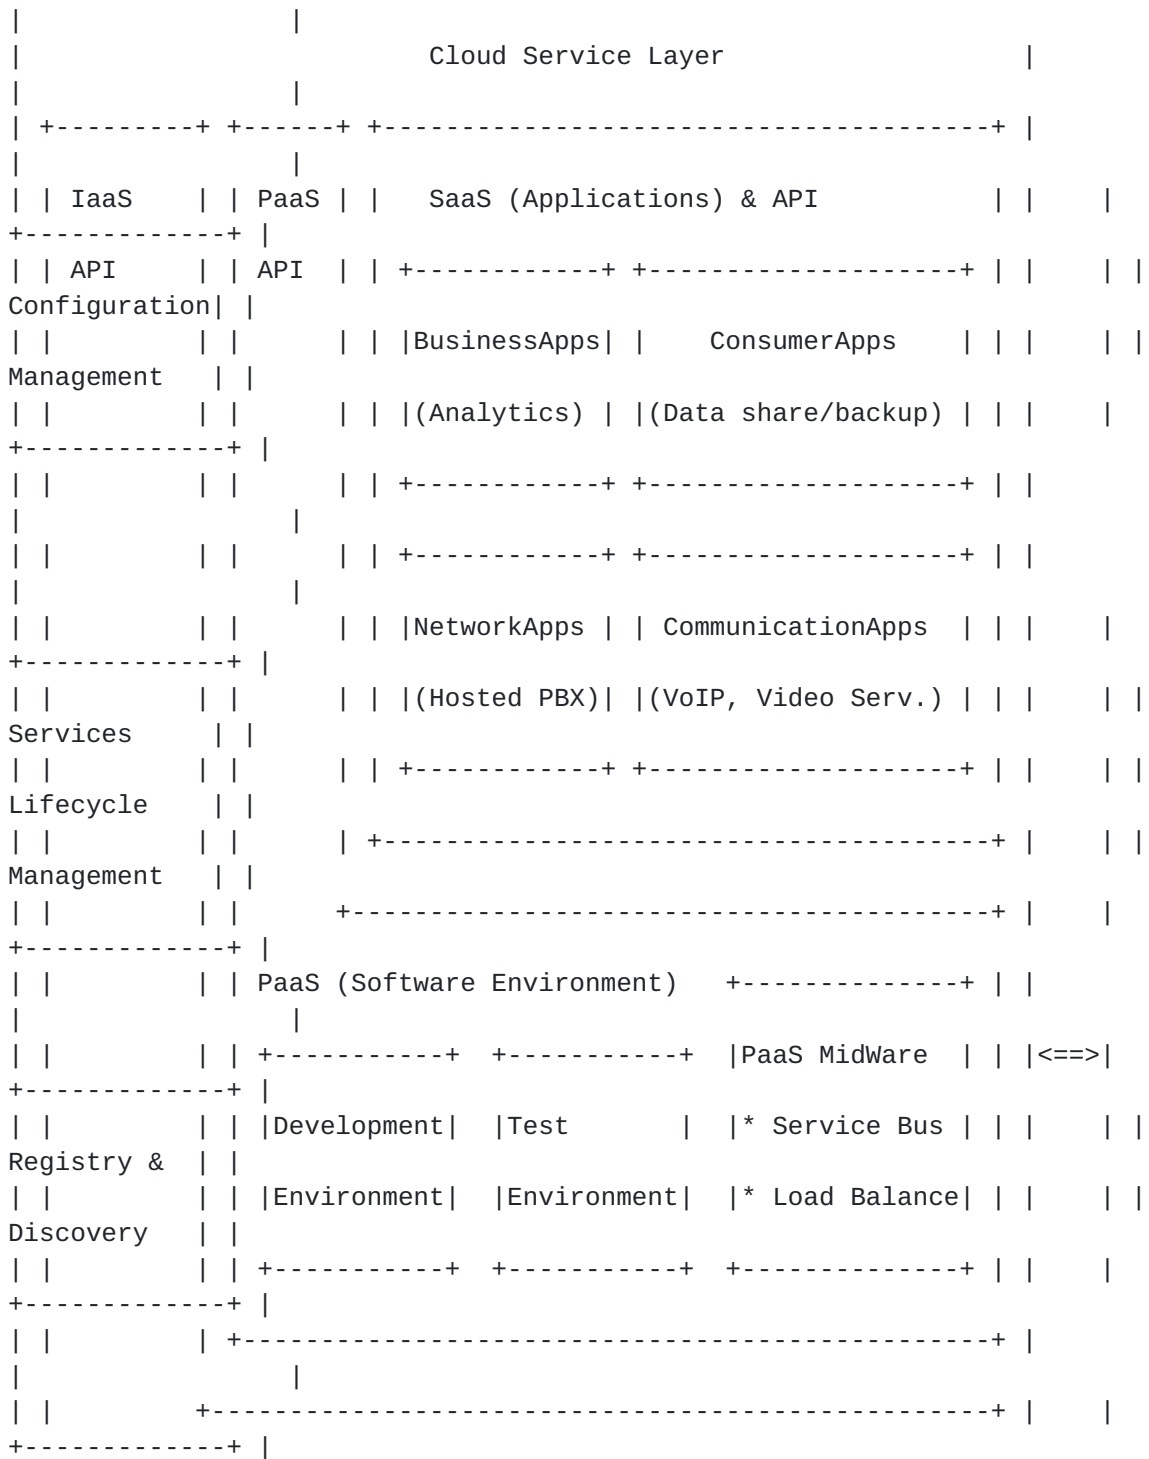 |                  |
|                          Cloud Service Layer                   |
|                  |
| +---------+ +------+ +---------------------------------------+ |
|                  |
| | IaaS    | | PaaS | |   SaaS (Applications) & API           | |    |
+-------------+ |
| | API     | | API  | | +------------+ +--------------------+ | |    | |
Configuration| |
| |         | |      | | |BusinessApps| |    ConsumerApps    | | |    | |
Management   | |
| |         | |      | | |(Analytics) | |(Data share/backup) | | |    |
+-------------+ |
| |         | |      | | +------------+ +--------------------+ | |
|                 |
| |         | |      | | +------------+ +--------------------+ | |
|                 |
| |         | |      | | |NetworkApps | | CommunicationApps  | | |    |
+-------------+ |
| |         | |      | | |(Hosted PBX)| |(VoIP, Video Serv.) | | |    | |
Services      | |
| |         | |      | | +------------+ +--------------------+ | |    | |
Lifecycle    | |
| |         | |      | +---------------------------------------+ |    | |
Management   | |
| |         | |       +-----------------------------------------+ |    |
+-------------+ |
| |         | | PaaS (Software Environment)   +--------------+ | |
|                 |
| |         | | +-----------+  +-----------+  |PaaS MidWare  | | |<==>|
+-------------+ |
| |         | | |Development|  |Test       |  |* Service Bus | | |    | |
Registry &  | |
| |         | | |Environment|  |Environment|  |* Load Balance| | |    | |
Discovery   | |
| |         | | +-----------+  +-----------+  +--------------+ | |    |
+-------------+ |
| |         | +------------------------------------------------+ |
|                 |
| |         +--------------------------------------------------+ |    |
+-------------+ |